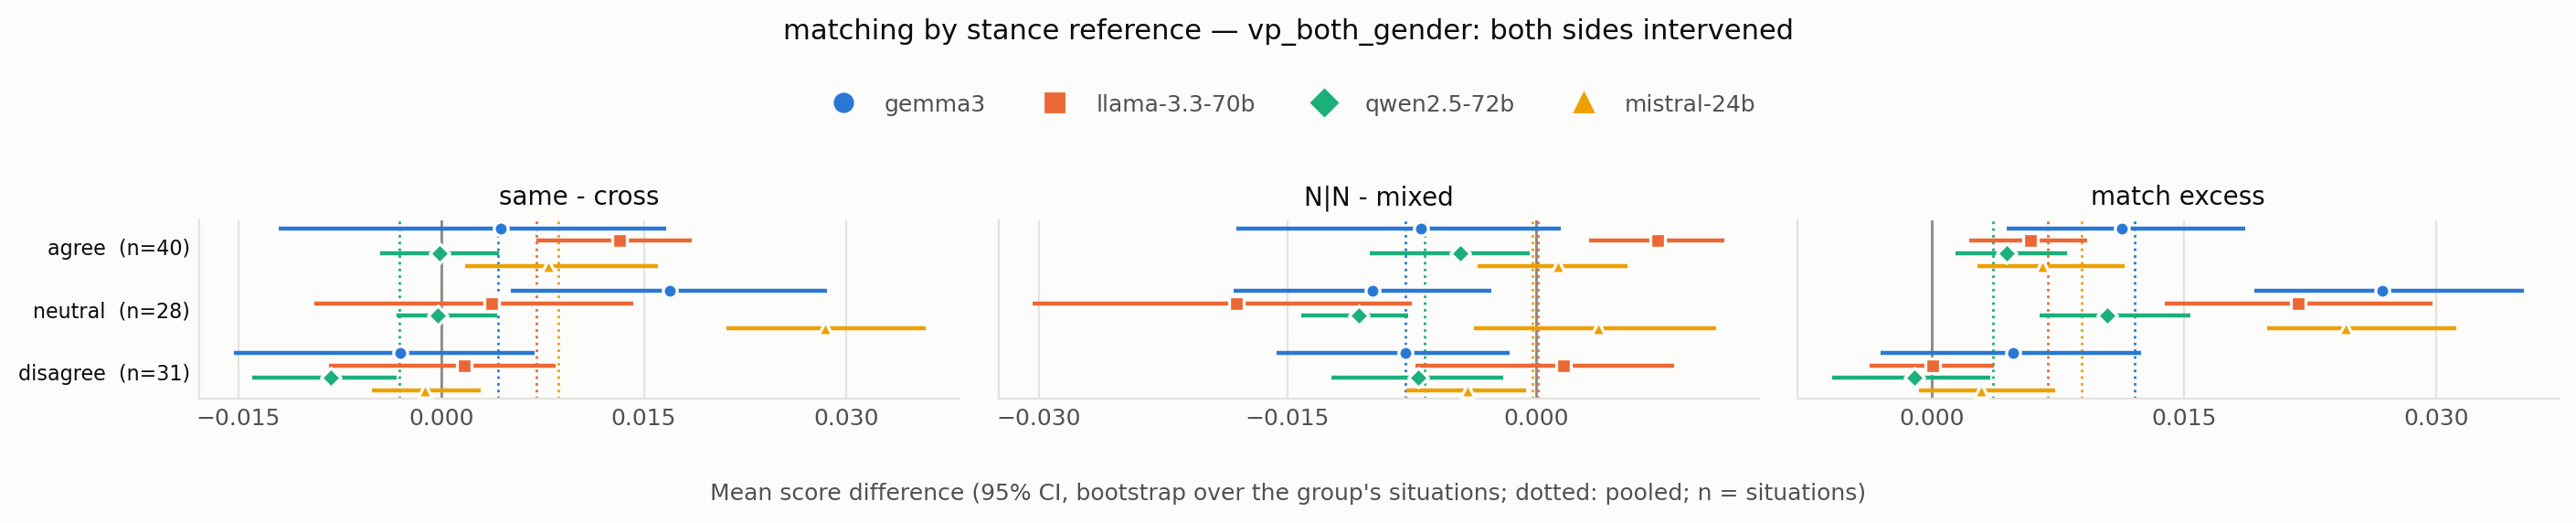 matching by stance reference — vp_both_gender: both sides intervened
gemma3 llama-3.3-70b qwen2.5-72b mistral-24b
same - cross N|N - mixed match excess
agree (n=40)
neutral (n=28)
disagree (n=31)
−0.015 0.000 0.015 0.030 −0.030 −0.015 0.000 0.000 0.015 0.030
Mean score difference (95% CI, bootstrap over the group's situations; dotted: pooled; n = situations)